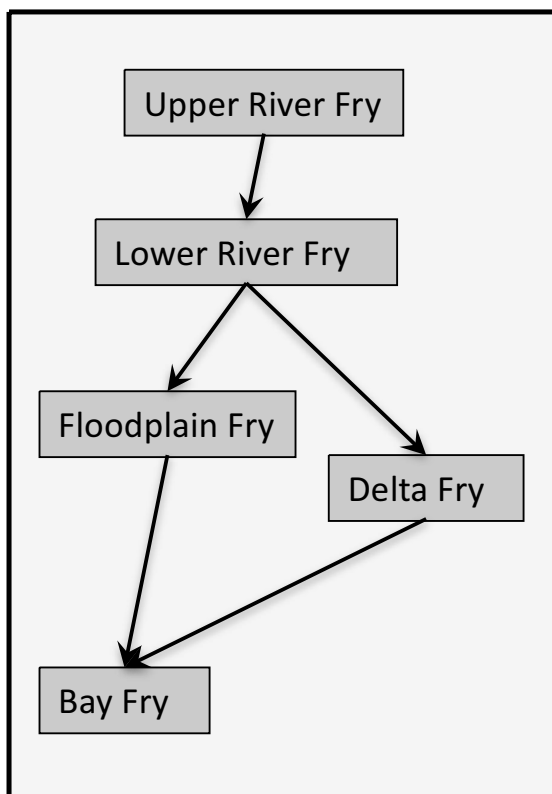 Upper River Fry
Lower River Fry
Floodplain Fry
Delta Fry
Bay Fry